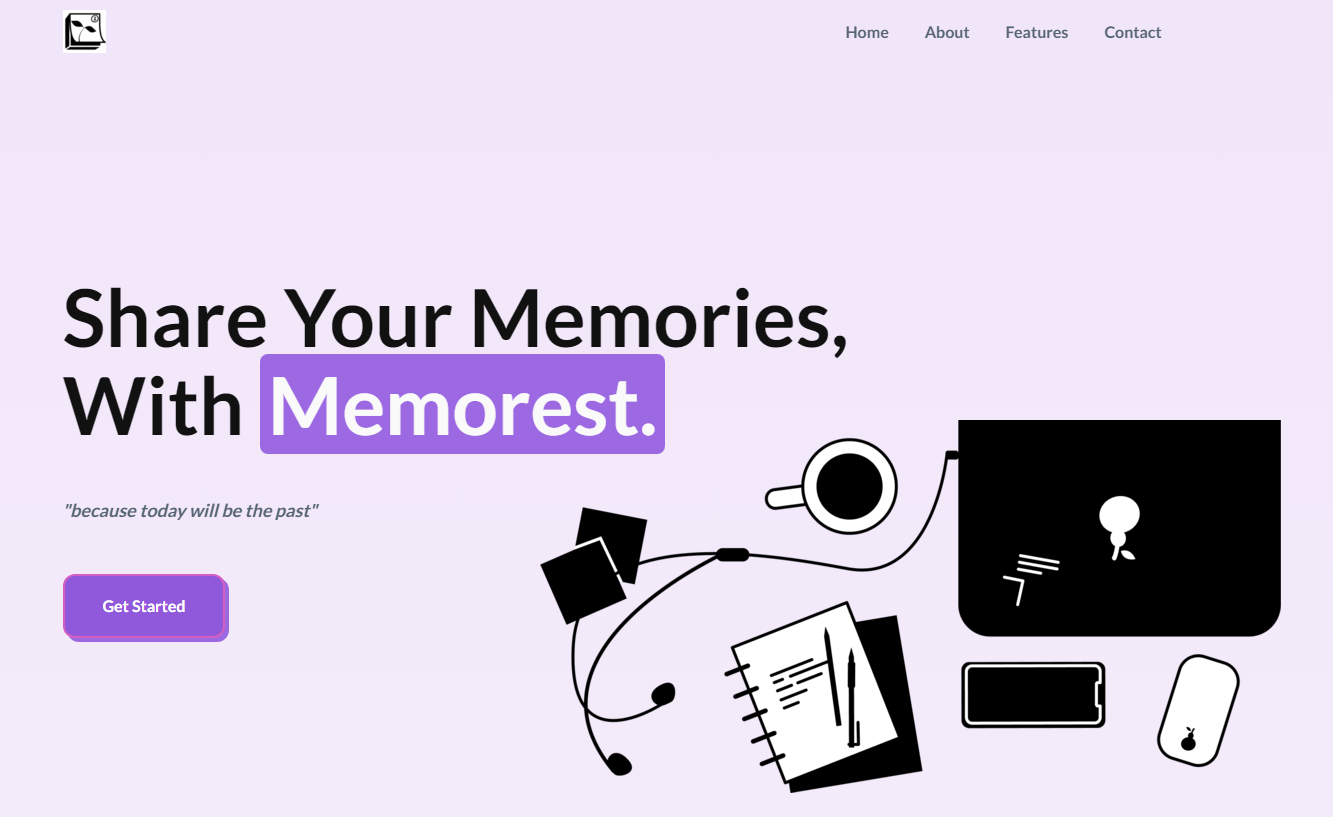 Home About Features Contact
Share Your Memories,
With Memorest.
"because today will be the past"
Get Started